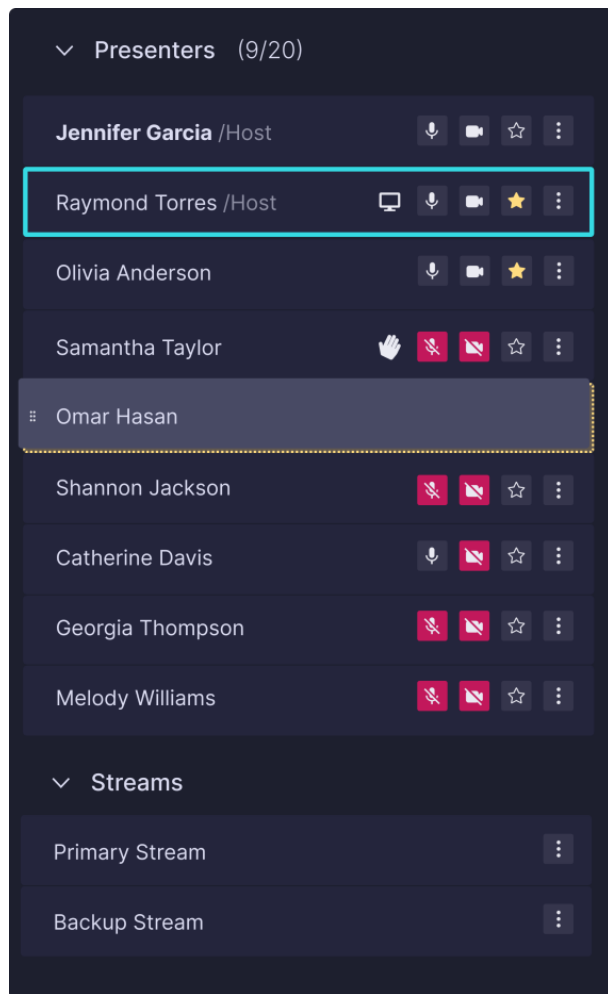 Presenters (9/20)
Jennifer Garcia /Host
Raymond Torres /Host
Olivia Anderson
Samantha Taylor
Omar Hasan
Shannon Jackson
Catherine Davis
Georgia Thompson
Melody Williams
Streams
Primary Stream
Backup Stream